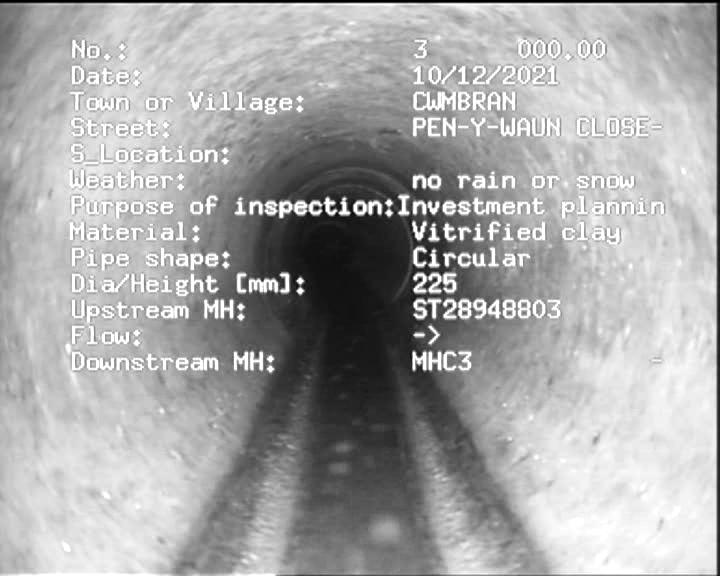 No.: 3 000.00
Date: 10/12/2021
Town or Village: CWMBRAN
Street: PEN-Y-WAUN CLOSE-
S_Location:
Weather: no rain or snow
Purpose of inspection:Investment plannin
Material: Vitrified clay
Pipe shape: Circular
Dia/Height [mm]: 225
Upstream MH: ST28948803
Flow: ->
Downstream MH: MHC3 -